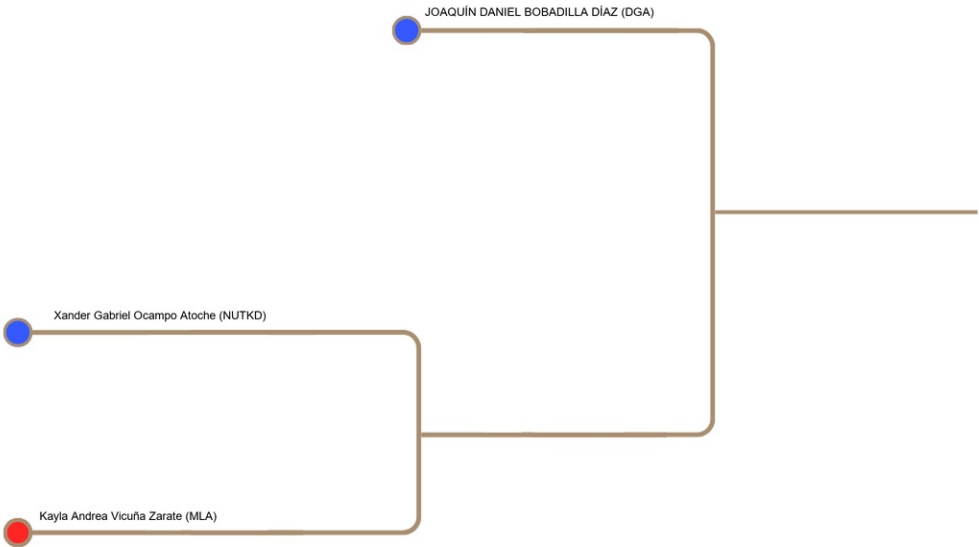 JOAQUÍN DANIEL BOBADILLA DÍAZ (DGA)
Xander Gabriel Ocampo Atoche (NUTKD)
Kayla Andrea Vicuña Zarate (MLA)